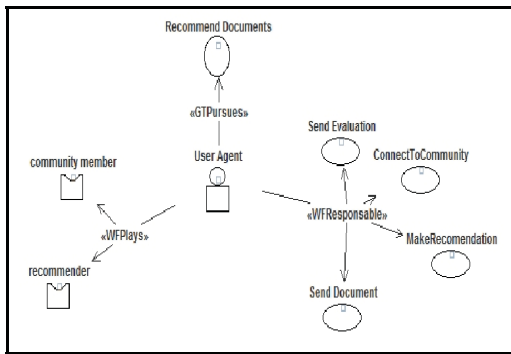 Recommend Documents
«GTPursues»
Send Evaluation
User Agent
ConnectToCommunity
community member
«WFResponsable»
«WFPlays»
MakeRecomendation
recommender
Send Document